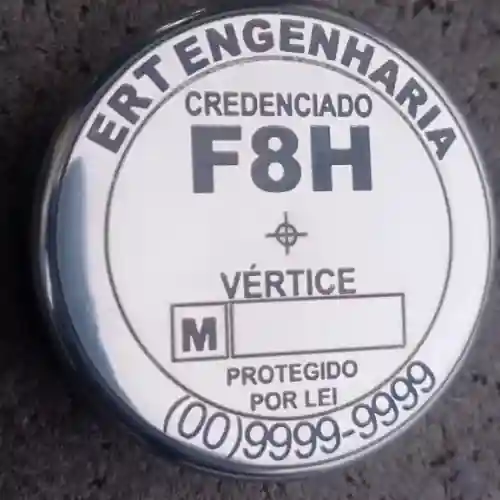 ERT ENGENHARIA
CREDENCIADO
F8H
VÉRTICE
M
PROTEGIDO
POR LEI
(00)9999-9999